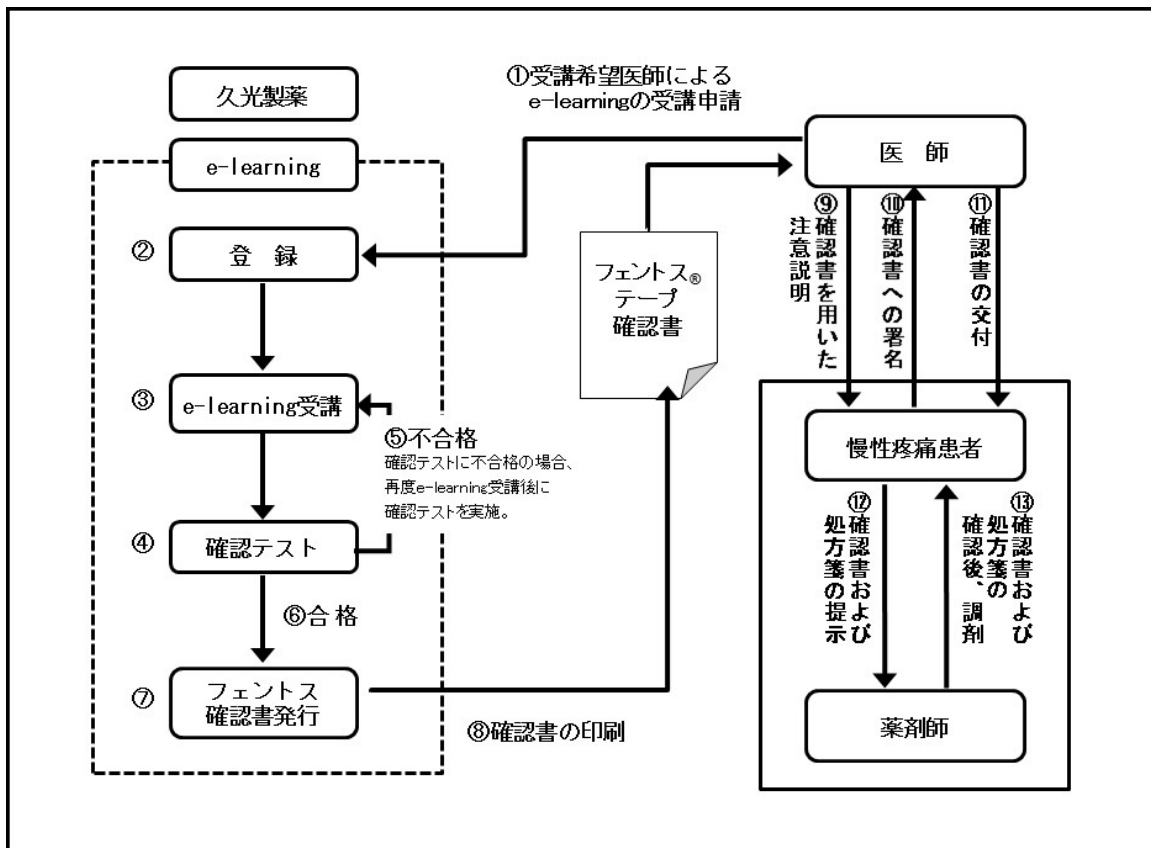 久光製薬
e-learning
①受講希望医師による
e-learningの受講申請
医 師
②
登 録
フェントス®
テープ
確認書
⑨確認書を用いた
注意説明
⑩確認書への署名
⑪確認書の交付
③
e-learning受講
⑤不合格
確認テストに不合格の場合、
再度e-learning受講後に
確認テストを実施。
④
確認テスト
⑥合格
⑦
フェントス
確認書発行
⑧確認書の印刷
慢性疼痛患者
⑫確認書および
処方箋の提示
⑬確認書および
処方箋の
確認後、調剤
薬剤師